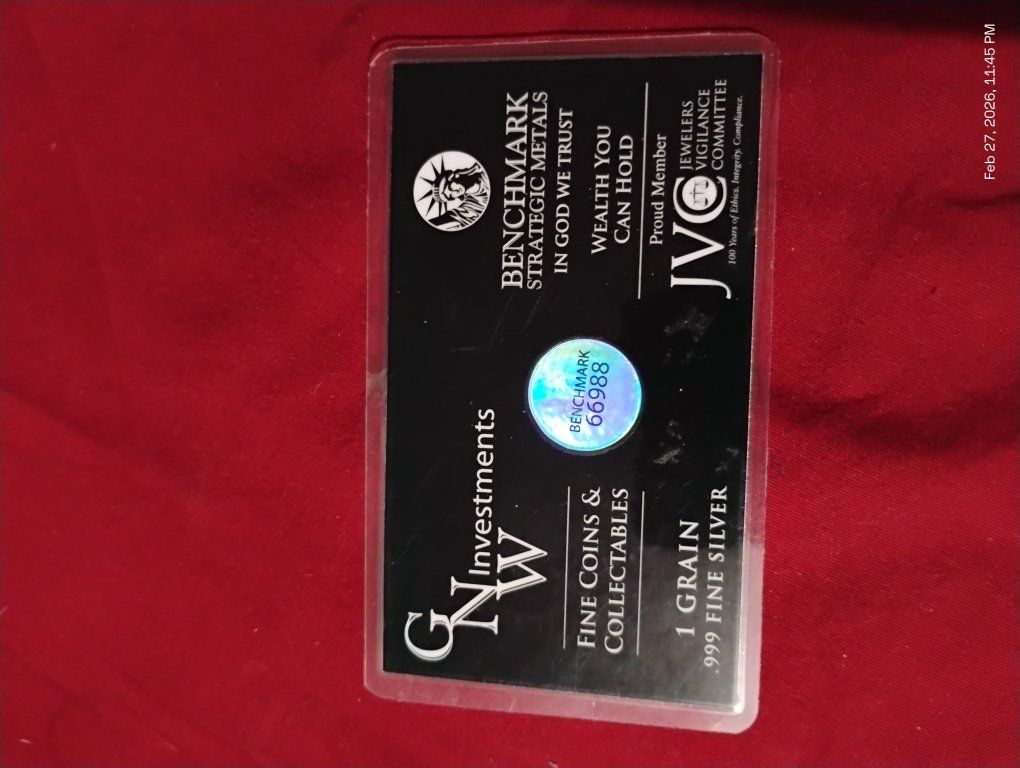 GNW Investments
FINE COINS &
COLLECTABLES
1 GRAIN
.999 FINE SILVER
BENCHMARK
66988
BENCHMARK
STRATEGIC METALS
IN GOD WE TRUST
WEALTH YOU
CAN HOLD
Proud Member
JVC
JEWELERS
VIGILANCE
COMMITTEE
100 Years of Ethics. Integrity. Compliance.
Feb 27, 2026, 11:45 PM